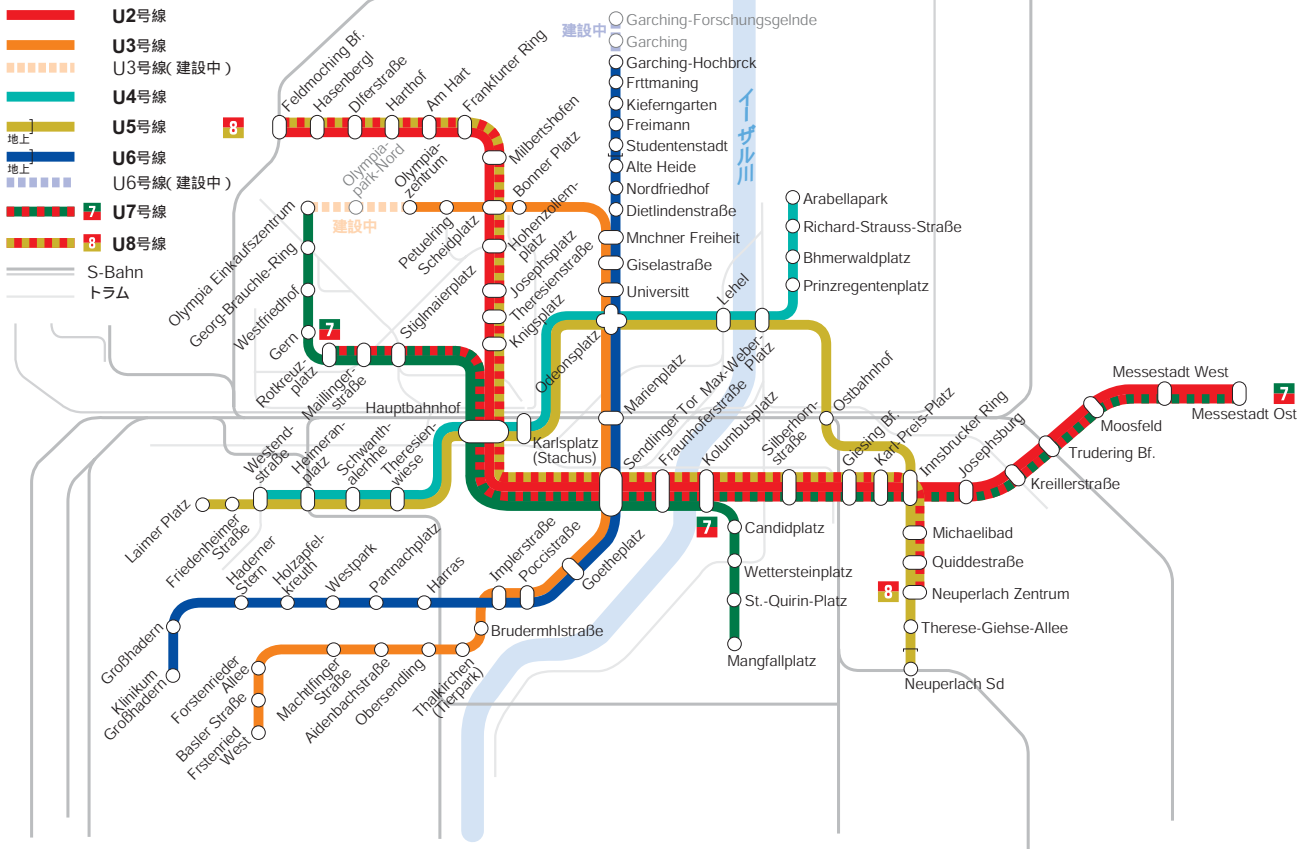 U2号線
U3号線
U3号線(建設中)
U4号線
U5号線
地上
U6号線
地上
U6号線(建設中)
7 U7号線
8 U8号線
S-Bahn
トラム
8
Feldmoching Bf.
Hasenbergl
Dlferstraße
Harthof
Am Hart
Frankfurter Ring
Milbertshofen
Bonner Platz
Hohenzollern-
platz
Josephsplatz
Theresienstraße
Knigsplatz
Olympia-
park-Nord
Olympia-
zentrum
建設中
Petuelring
Scheidplatz
Olympia Einkaufszentrum
Georg-Brauchle-Ring
Westfriedhof
Gern
7
Rotkreuz-
platz
Maillinger-
straße
Stiglmaierplatz
Hauptbahnhof
建設中
Garching-Forschungsgelnde
Garching
Garching-Hochbrck
Frttmaning
Kieferngarten
Freimann
Studentenstadt
Alte Heide
Nordfriedhof
Dietlindenstraße
Mnchner Freiheit
Giselastraße
Universitt
Odeonsplatz
Marienplatz
イーザル川
Arabellapark
Richard-Strauss-Straße
Bhmerwaldplatz
Prinzregentenplatz
Lehel
Max-Weber-
Platz
Ostbahnhof
Karlsplatz
(Stachus)
Sendlinger Tor
Fraunhoferstraße
Kolumbusplatz
Silberhorn-
straße
Giesing Bf.
Karl-Preis-Platz
Innsbrucker Ring
Josephsburg
Kreillerstraße
Trudering Bf.
Moosfeld
Messestadt West
Messestadt Ost
7
Laimer Platz
Friedenheimer
Straße
Westend-
straße
Heimeran-
platz
Schwanth-
alerhhe
Theresien-
wiese
7
Candidplatz
Wettersteinplatz
St.-Quirin-Platz
Mangfallplatz
Michaelibad
Quiddestraße
8
Neuperlach Zentrum
Therese-Giehse-Allee
Neuperlach Sd
Klinikum
Großhadern
Großhadern
Haderner
Stern
Holzapfel-
kreuth
Westpark
Partnachplatz
Harras
Implerstraße
Poccistraße
Goetheplatz
Brudermhlstraße
Thalkirchen
(Tierpark)
Obersendling
Aidenbachstraße
Machtlfinger
Straße
Forstenrieder
Allee
Basler Straße
Frstenried
West